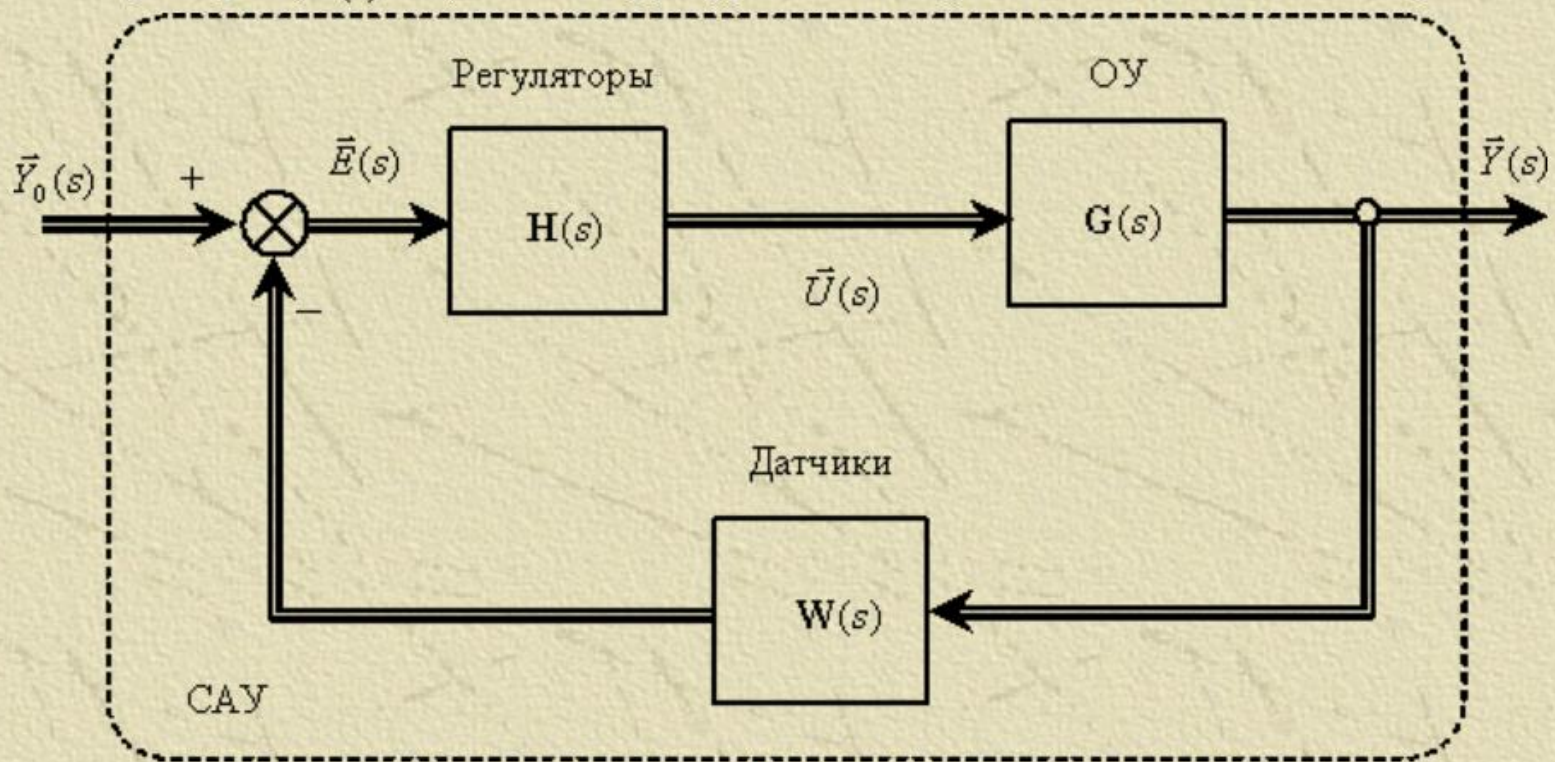 Регуляторы
ОУ
Y⃗₀(s)
+
E⃗(s)
H(s)
U⃗(s)
G(s)
Y⃗(s)
−
Датчики
W(s)
САУ